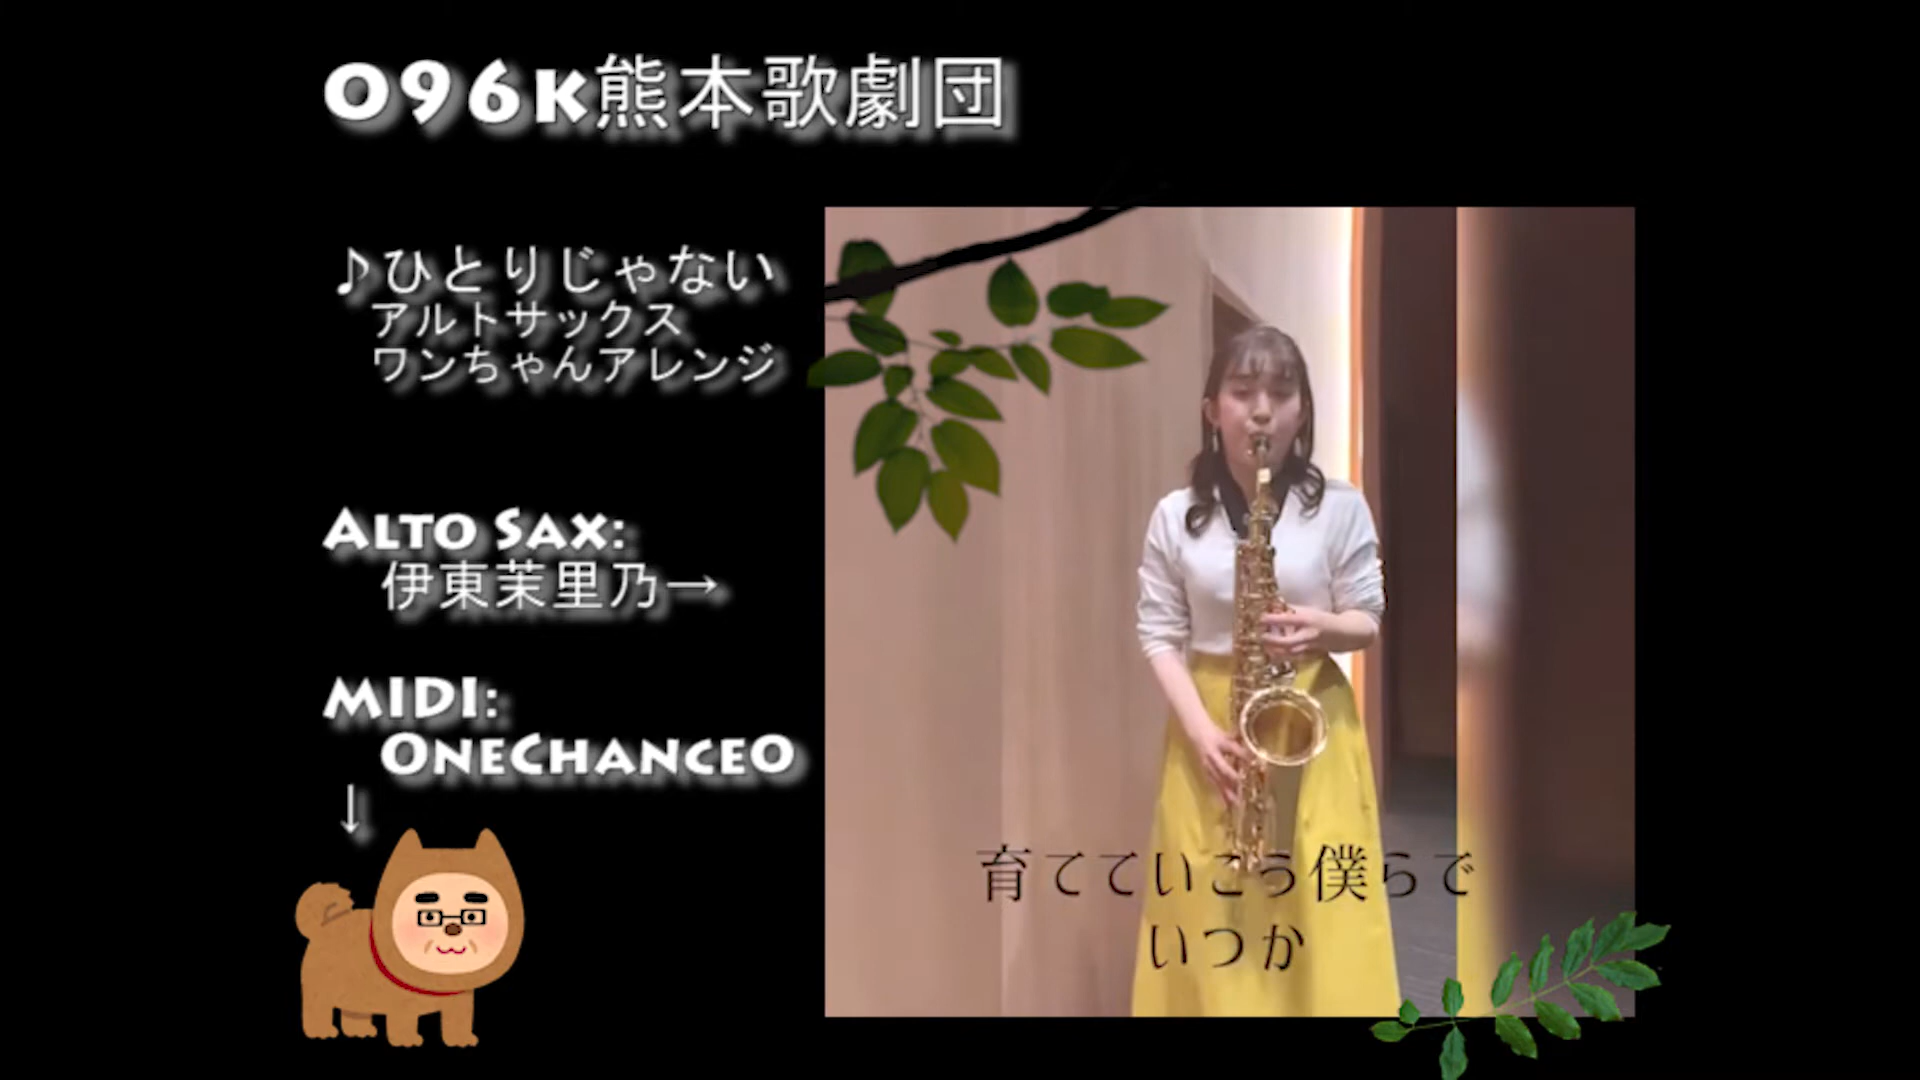 096K熊本歌劇団
♪ひとりじゃない
アルトサックス
ワンちゃんアレンジ
ALTO SAX:
伊東茉里乃→
MIDI:
ONECHANCEO
↓
育てていこう僕らで
いつか